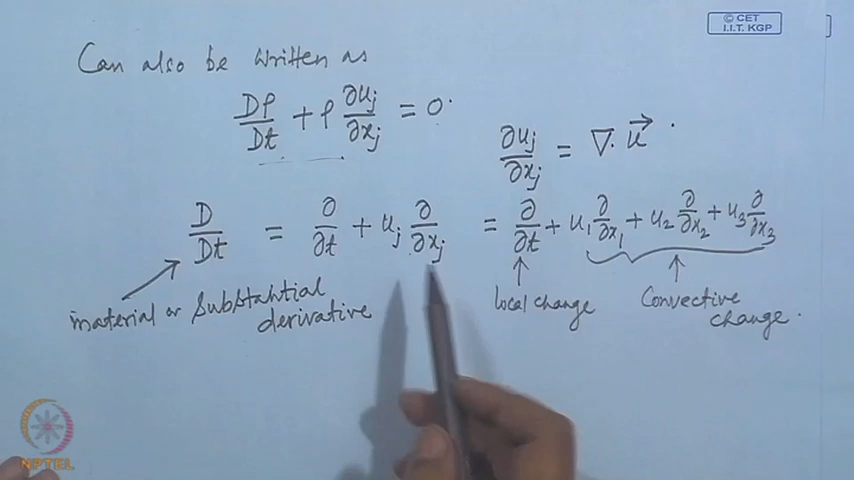 © CET
I.I.T. KGP
Can also be written as
Dρ/Dt + ρ ∂uj/∂xj = 0.
∂uj/∂xj = ∇. u⃗ .
D/Dt = ∂/∂t + uj ∂/∂xj = ∂/∂t + u1 ∂/∂x1 + u2 ∂/∂x2 + u3 ∂/∂x3
material or Substantial derivative
local change
Convective change.
NPTEL